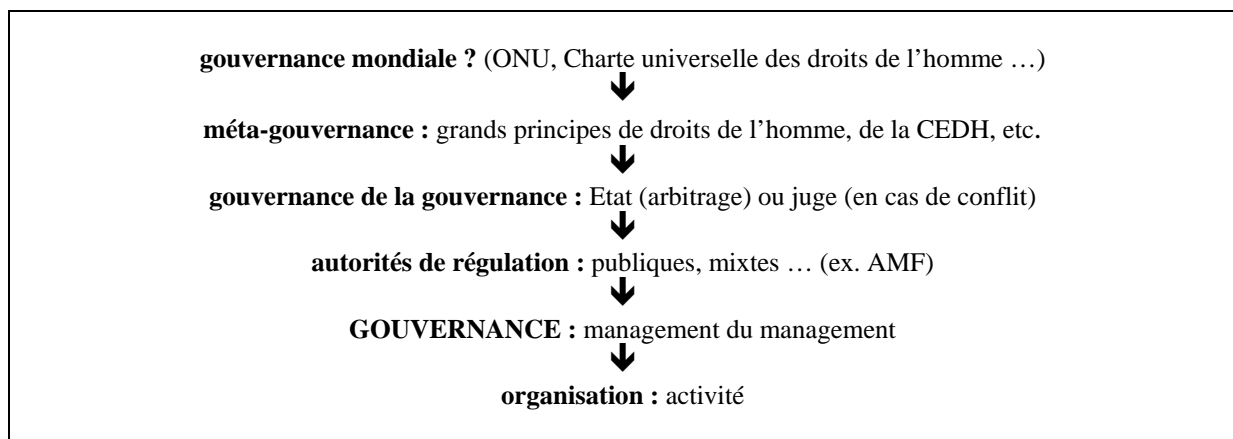 gouvernance mondiale ? (ONU, Charte universelle des droits de l’homme …)
méta-gouvernance : grands principes de droits de l’homme, de la CEDH, etc.
gouvernance de la gouvernance : Etat (arbitrage) ou juge (en cas de conflit)
autorités de régulation : publiques, mixtes … (ex. AMF)
GOUVERNANCE : management du management
organisation : activité